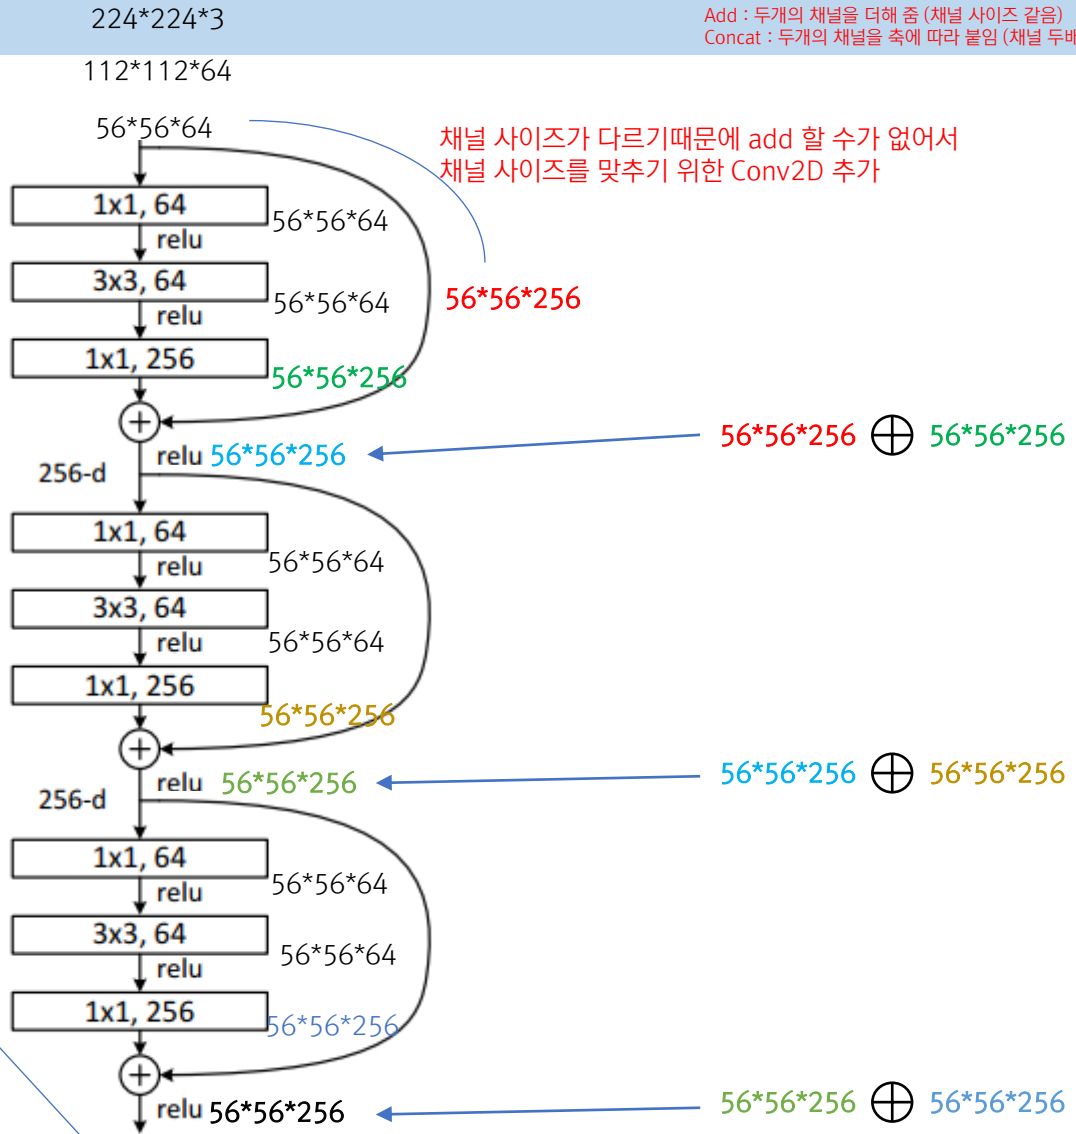 224*224*3
Add : 두개의 채널을 더해 줌 (채널 사이즈 같음)
Concat : 두개의 채널을 축에 따라 붙임 (채널 두배
112*112*64
56*56*64
채널 사이즈가 다르기때문에 add 할 수가 없어서
채널 사이즈를 맞추기 위한 Conv2D 추가
1x1, 64
56*56*64
relu
3x3, 64
56*56*64
56*56*256
relu
1x1, 256
56*56*256
+
relu 56*56*256
56*56*256 ⊕ 56*56*256
256-d
1x1, 64
56*56*64
relu
3x3, 64
56*56*64
relu
1x1, 256
56*56*256
+
relu 56*56*256
56*56*256 ⊕ 56*56*256
256-d
1x1, 64
56*56*64
relu
3x3, 64
56*56*64
relu
1x1, 256
56*56*256
+
relu 56*56*256
56*56*256 ⊕ 56*56*256